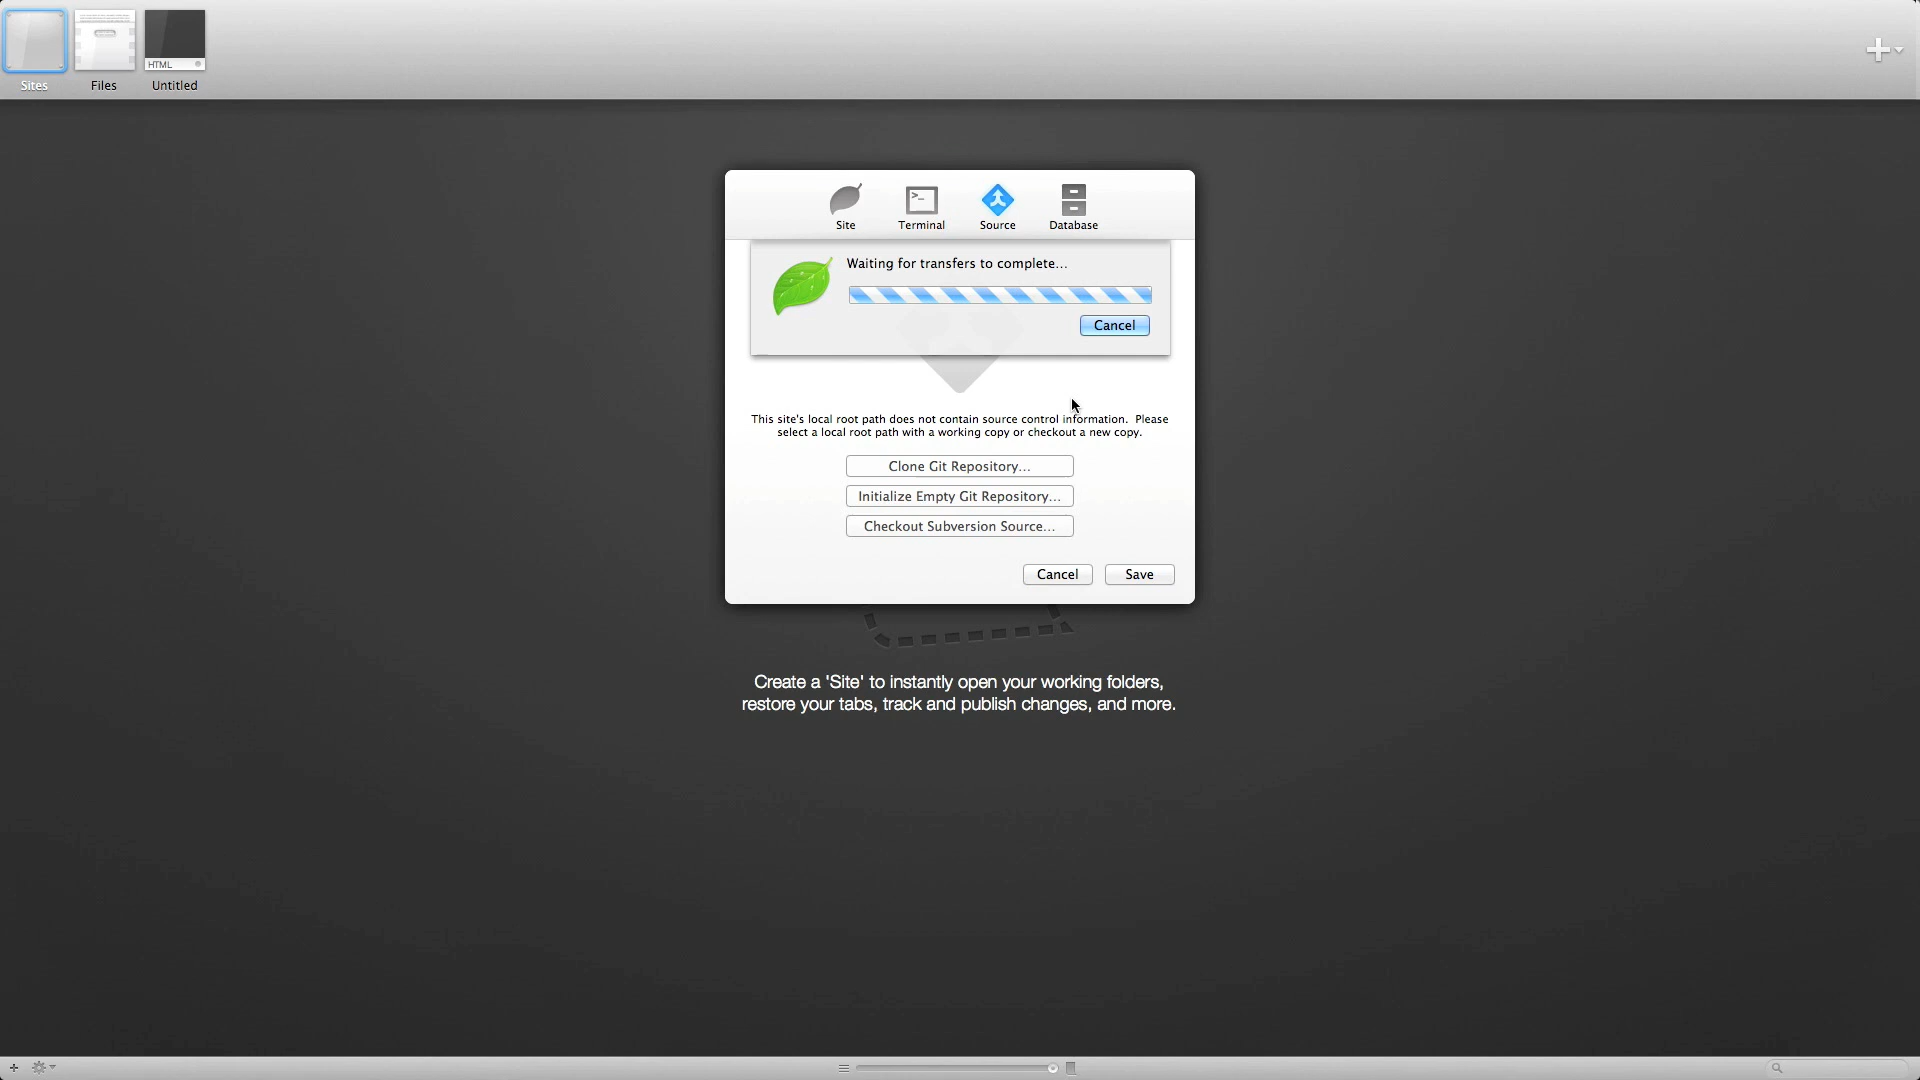 HTML
Sites
Files
Untitled
Site
Terminal
Source
Database
Waiting for transfers to complete...
Cancel
This site's local root path does not contain source control information. Please
select a local root path with a working copy or checkout a new copy.
Clone Git Repository...
Initialize Empty Git Repository...
Checkout Subversion Source...
Cancel
Save
Create a 'Site' to instantly open your working folders,
restore your tabs, track and publish changes, and more.